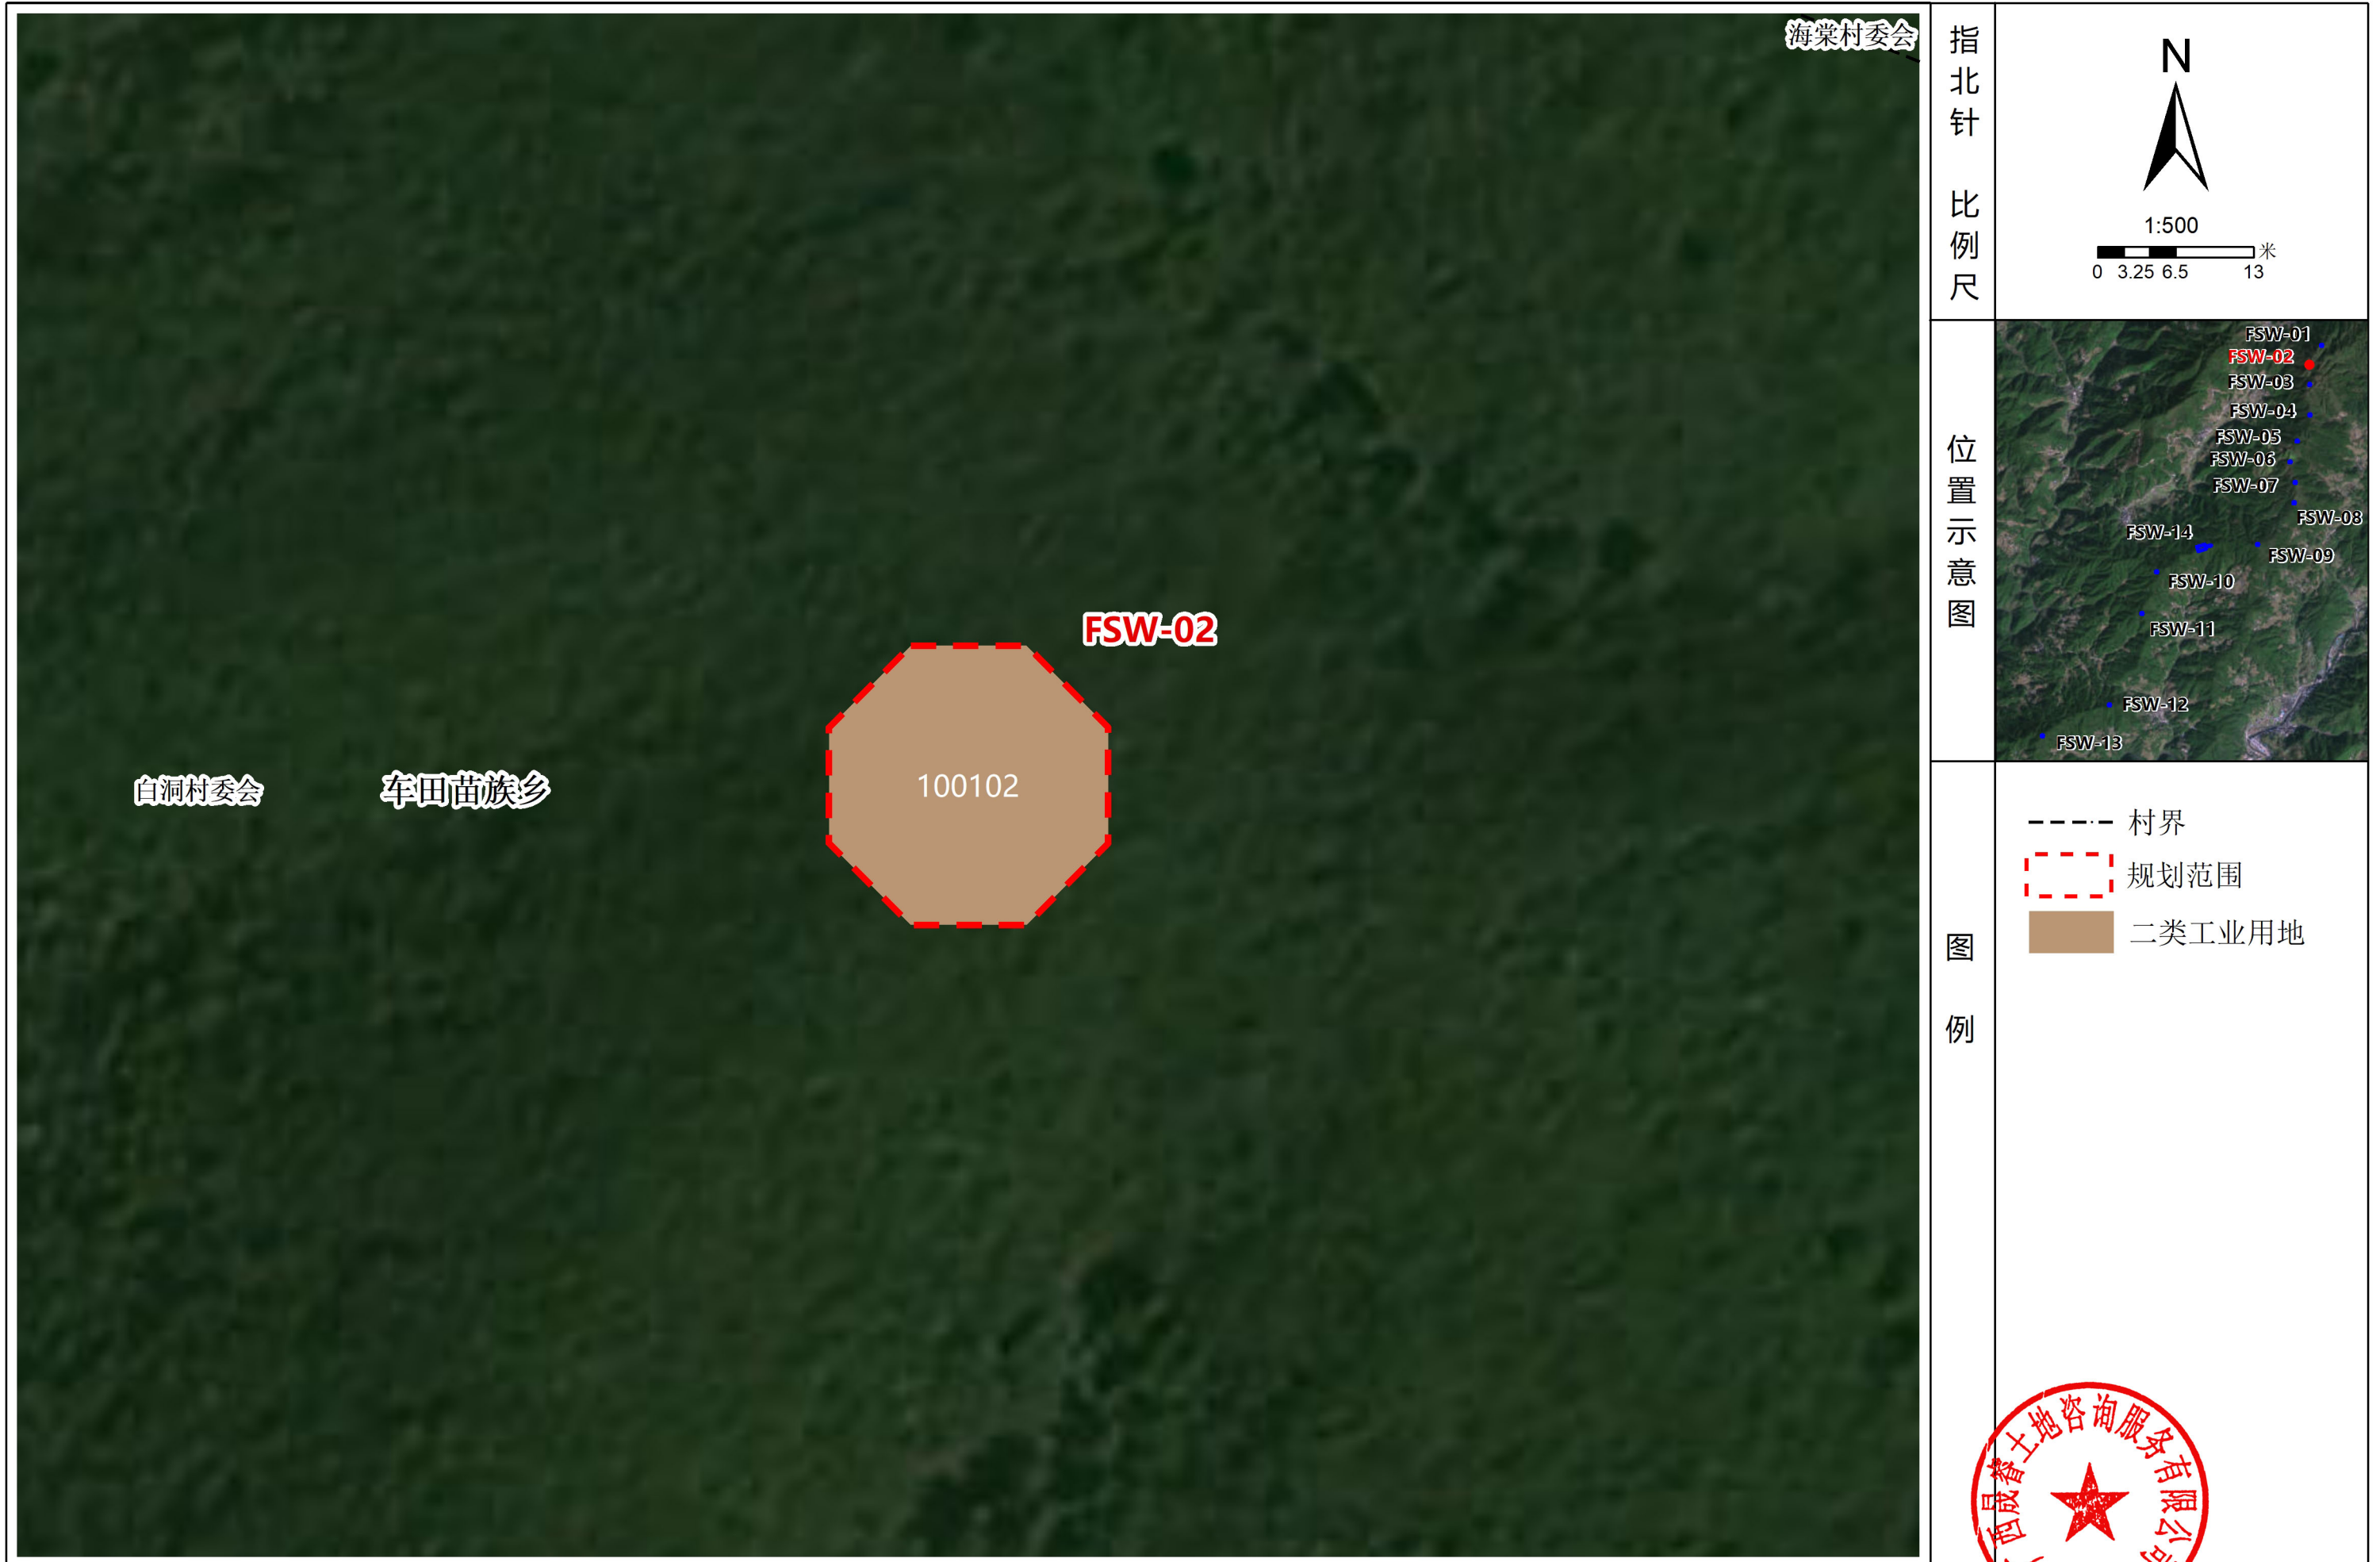 海棠村委会
FSW-02
100102
白洞村委会
车田苗族乡
指北针 比例尺
N
1:500
米
0 3.25 6.5 13
位置示意图
FSW-01
FSW-02
FSW-03
FSW-04
FSW-05
FSW-06
FSW-07
FSW-08
FSW-14
FSW-09
FSW-10
FSW-11
FSW-12
FSW-13
图例
村界
规划范围
二类工业用地
西晟睿土地咨询服务有限公司